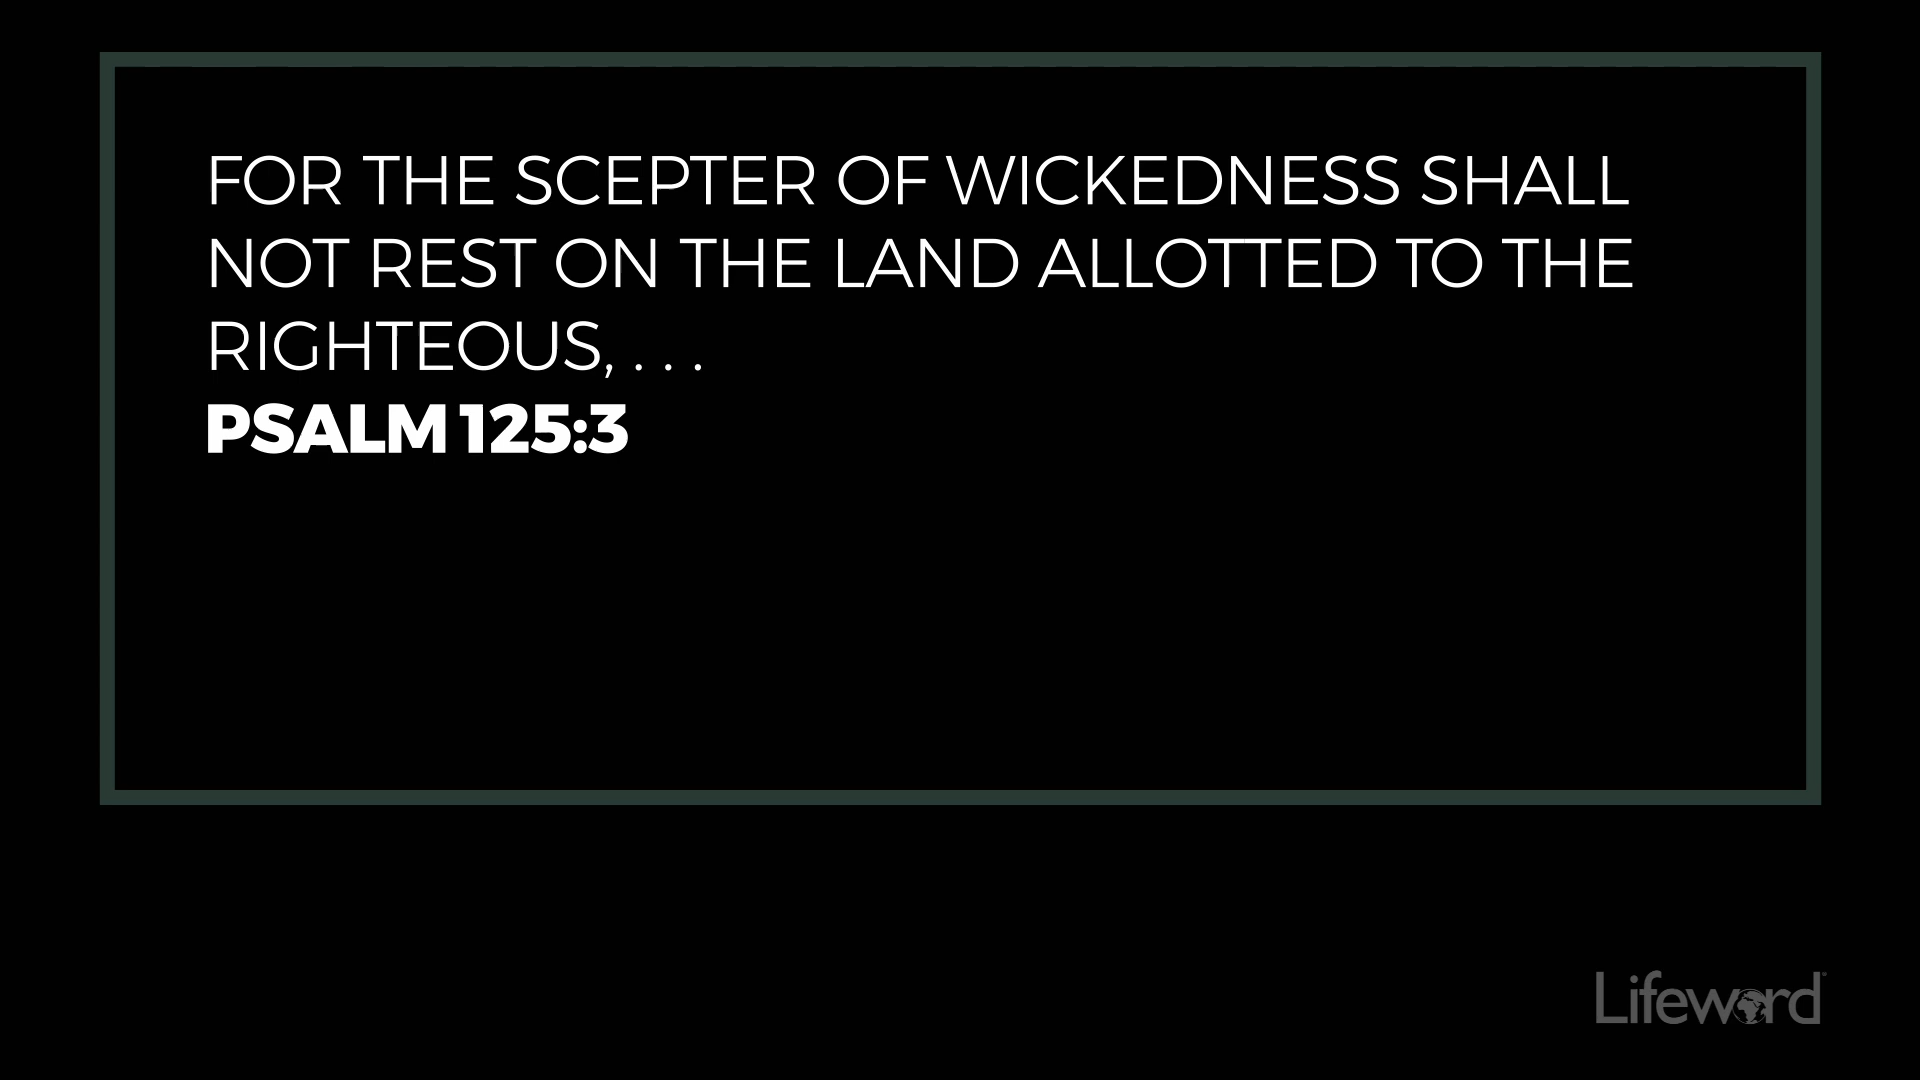 FOR THE SCEPTER OF WICKEDNESS SHALL
NOT REST ON THE LAND ALLOTTED TO THE
RIGHTEOUS, . . .
PSALM 125:3
Lifeword